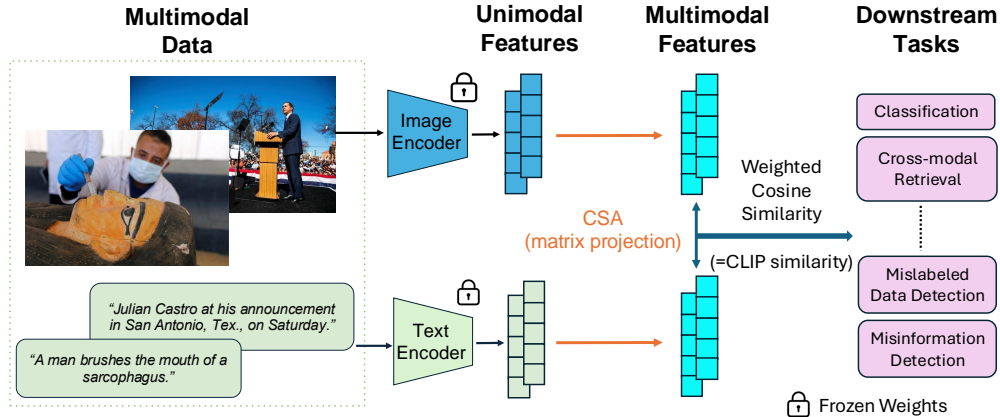 Multimodal
Data
Unimodal
Features
Multimodal
Features
Downstream
Tasks
Image
Encoder
Classification
Cross-modal
Retrieval
Weighted
Cosine
Similarity
CSA
(matrix projection)
(=CLIP similarity)
Mislabeled
Data Detection
Misinformation
Detection
“Julian Castro at his announcement
in San Antonio, Tex., on Saturday.”
“A man brushes the mouth of a
sarcophagus.”
Text
Encoder
Frozen Weights